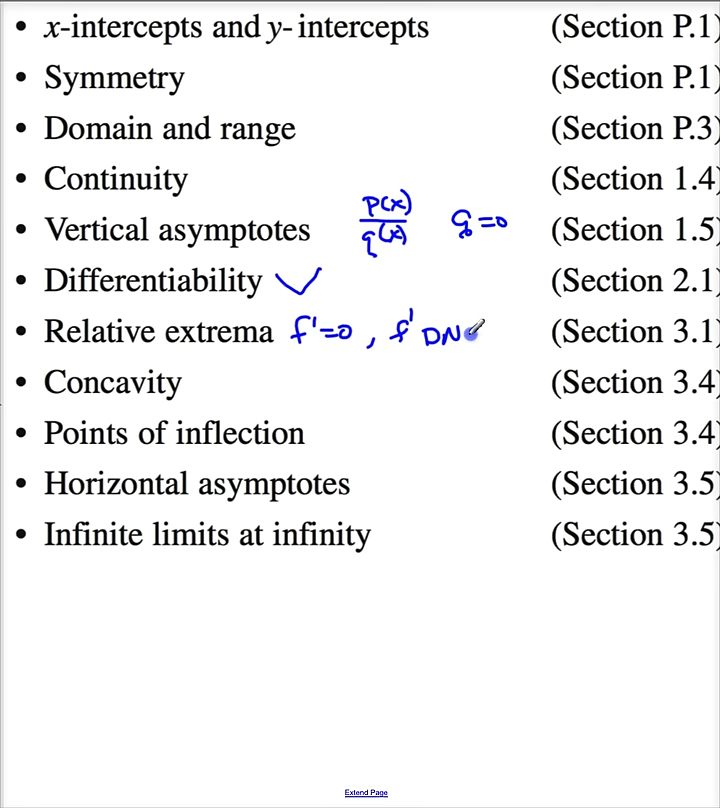 • x-intercepts and y-intercepts (Section P.1)
• Symmetry (Section P.1)
• Domain and range (Section P.3)
• Continuity (Section 1.4)
• Vertical asymptotes p(x)/q(x) q=0 (Section 1.5)
• Differentiability ✓ (Section 2.1)
• Relative extrema f'=0, f' DN (Section 3.1)
• Concavity (Section 3.4)
• Points of inflection (Section 3.4)
• Horizontal asymptotes (Section 3.5)
• Infinite limits at infinity (Section 3.5)
Extend Page